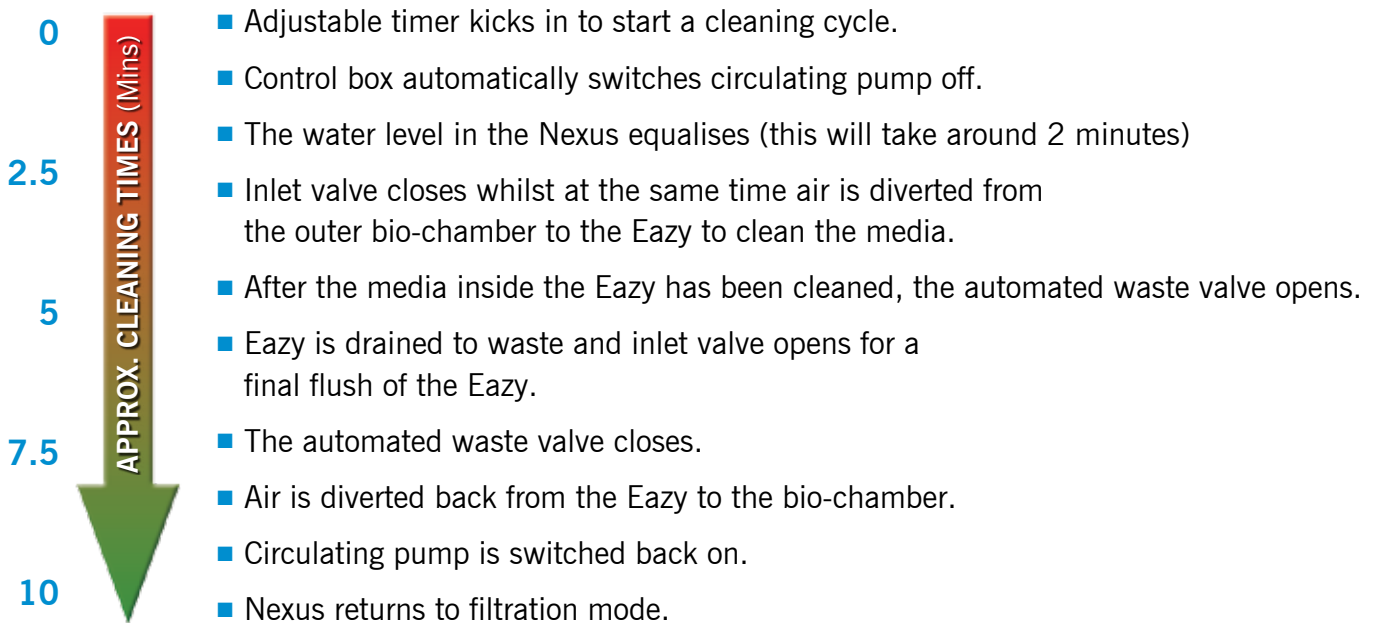 0
APPROX. CLEANING TIMES (Mins)
■ Adjustable timer kicks in to start a cleaning cycle.
■ Control box automatically switches circulating pump off.
■ The water level in the Nexus equalises (this will take around 2 minutes)
2.5
■ Inlet valve closes whilst at the same time air is diverted from
the outer bio-chamber to the Eazy to clean the media.
■ After the media inside the Eazy has been cleaned, the automated waste valve opens.
5
■ Eazy is drained to waste and inlet valve opens for a
final flush of the Eazy.
■ The automated waste valve closes.
7.5
■ Air is diverted back from the Eazy to the bio-chamber.
■ Circulating pump is switched back on.
10
■ Nexus returns to filtration mode.